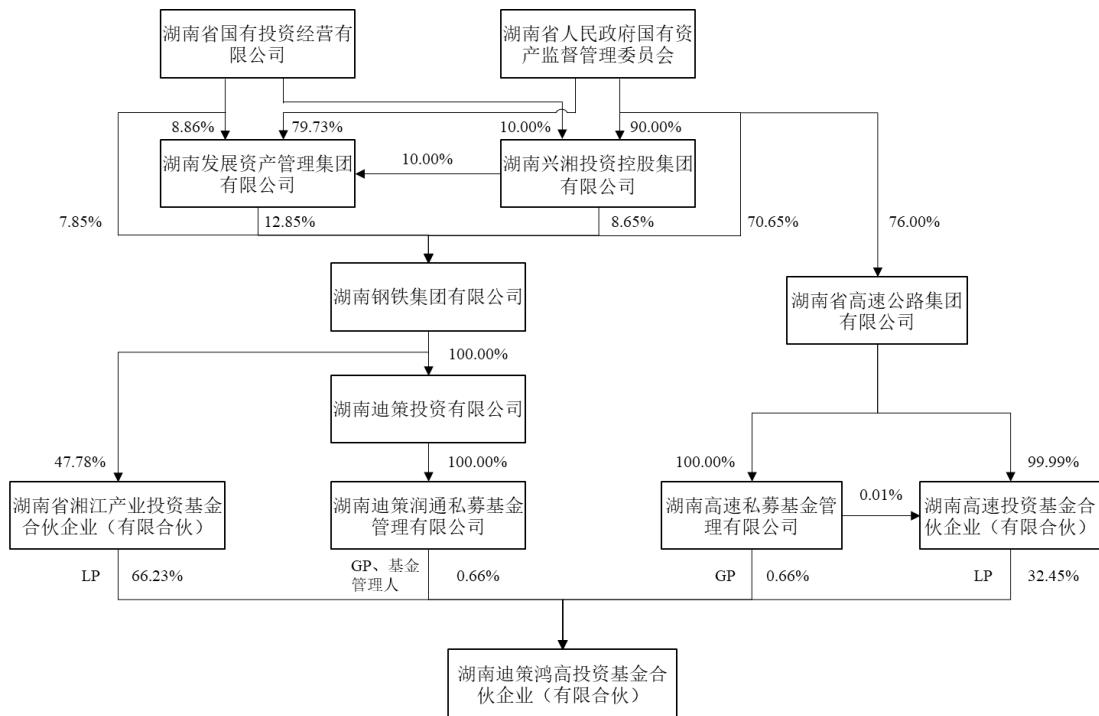 湖南省国有投资经营有
限公司
湖南省人民政府国有资
产监督管理委员会
8.86%
79.73%
10.00%
90.00%
湖南发展资产管理集团
有限公司
10.00%
湖南兴湘投资控股集团
有限公司
7.85%
12.85%
8.65%
70.65%
76.00%
湖南钢铁集团有限公司
湖南省高速公路集团
有限公司
100.00%
湖南迪策投资有限公司
47.78%
100.00%
100.00%
99.99%
湖南省湘江产业投资基金
合伙企业（有限合伙）
湖南迪策润通私募基金
管理有限公司
湖南高速私募基金管
理有限公司
0.01%
湖南高速投资基金合
伙企业（有限合伙）
LP
66.23%
GP、基金
管理人
0.66%
GP
0.66%
LP
32.45%
湖南迪策鸿高投资基金合
伙企业（有限合伙）